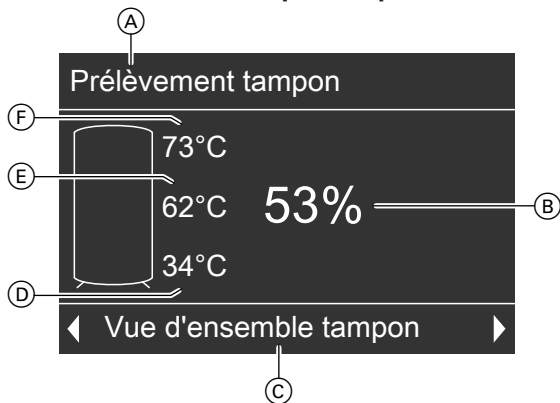 A
Prélèvement tampon
F
73°C
E
62°C
53%
B
34°C
D
Vue d'ensemble tampon
C